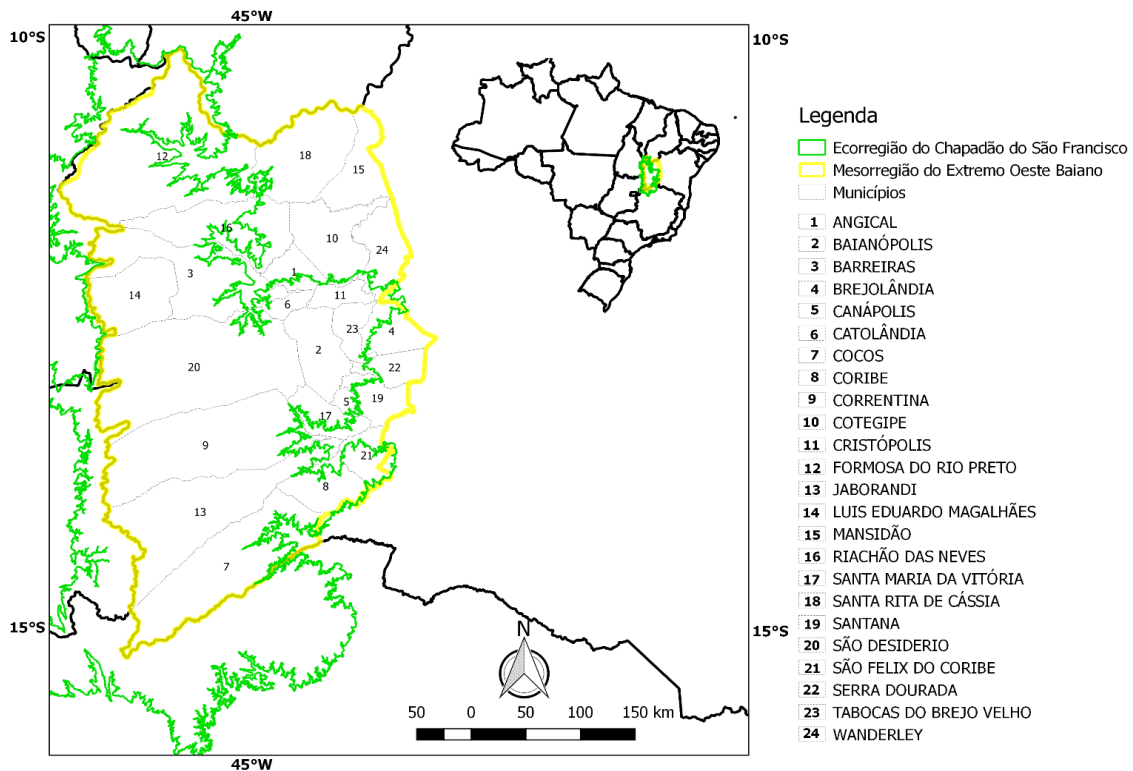 45°W
10°S
10°S
12
18
15
16
10
24
3
1
14
6
11
23
4
2
20
22
5
19
17
9
21
8
13
7
15°S
15°S
N
50 0 50 100 150 km
45°W
Legenda
Ecorregião do Chapadão do São Francisco
Mesorregião do Extremo Oeste Baiano
Municípios
1 ANGICAL
2 BAIANÓPOLIS
3 BARREIRAS
4 BREJOLÂNDIA
5 CANÁPOLIS
6 CATOLÂNDIA
7 COCOS
8 CORIBE
9 CORRENTINA
10 COTEGIPE
11 CRISTÓPOLIS
12 FORMOSA DO RIO PRETO
13 JABORANDI
14 LUIS EDUARDO MAGALHÃES
15 MANSIDÃO
16 RIACHÃO DAS NEVES
17 SANTA MARIA DA VITÓRIA
18 SANTA RITA DE CÁSSIA
19 SANTANA
20 SÃO DESIDERIO
21 SÃO FELIX DO CORIBE
22 SERRA DOURADA
23 TABOCAS DO BREJO VELHO
24 WANDERLEY